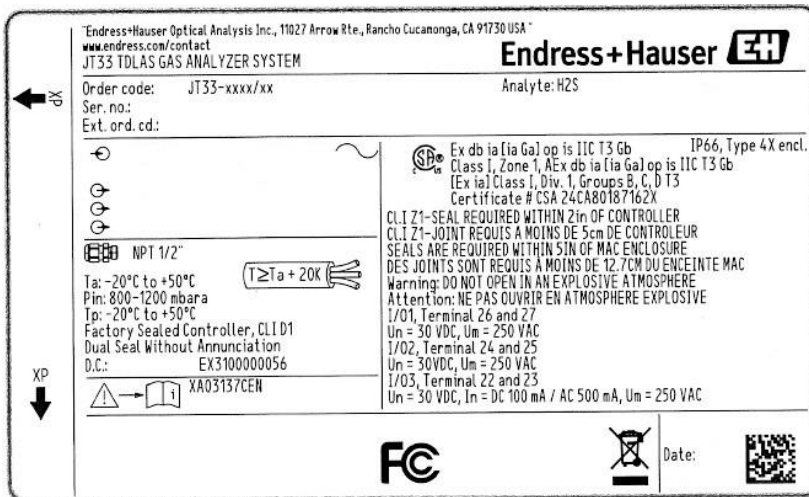 "Endress+Hauser Optical Analysis Inc., 11027 Arrow Rte., Rancho Cucamonga, CA 91730 USA "
www.endress.com/contact
JT33 TDLAS GAS ANALYZER SYSTEM
Endress+Hauser EH
XP
Order code: JT33-xxxx/xx
Analyte: H2S
Ser. no.:
Ext. ord. cd.:
NPT 1/2"
Ta: -20°C to +50°C
T≥Ta + 20K
Pin: 800-1200 mbara
Tp: -20°C to +50°C
Factory Sealed Controller, CLI D1
Dual Seal Without Annunciation
D.C.: EX3100000056
XP
i XA03137CEN
SA® C US
Ex db ia [ia Ga] op is IIC T3 Gb IP66, Type 4X encl.
Class I, Zone 1, AEx db ia [ia Ga] op is IIC T3 Gb
[Ex ia] Class I, Div. 1, Groups B, C, D T3
Certificate # CSA 24CA80187162X
CL.I Z1-SEAL REQUIRED WITHIN 2in OF CONTROLLER
CL.I Z1-JOINT REQUIS A MOINS DE 5cm DE CONTROLEUR
SEALS ARE REQUIRED WITHIN 5IN OF MAC ENCLOSURE
DES JOINTS SONT REQUIS À MOINS DE 12.7CM DU ENCEINTE MAC
Warning: DO NOT OPEN IN AN EXPLOSIVE ATMOSPHERE
Attention: NE PAS OUVRIR EN ATMOSPHERE EXPLOSIVE
I/O1, Terminal 26 and 27
Un = 30 VDC, Um = 250 VAC
I/O2, Terminal 24 and 25
Un = 30VDC, Um = 250 VAC
I/O3, Terminal 22 and 23
Un = 30 VDC, In = DC 100 mA / AC 500 mA, Um = 250 VAC
FC
Date: